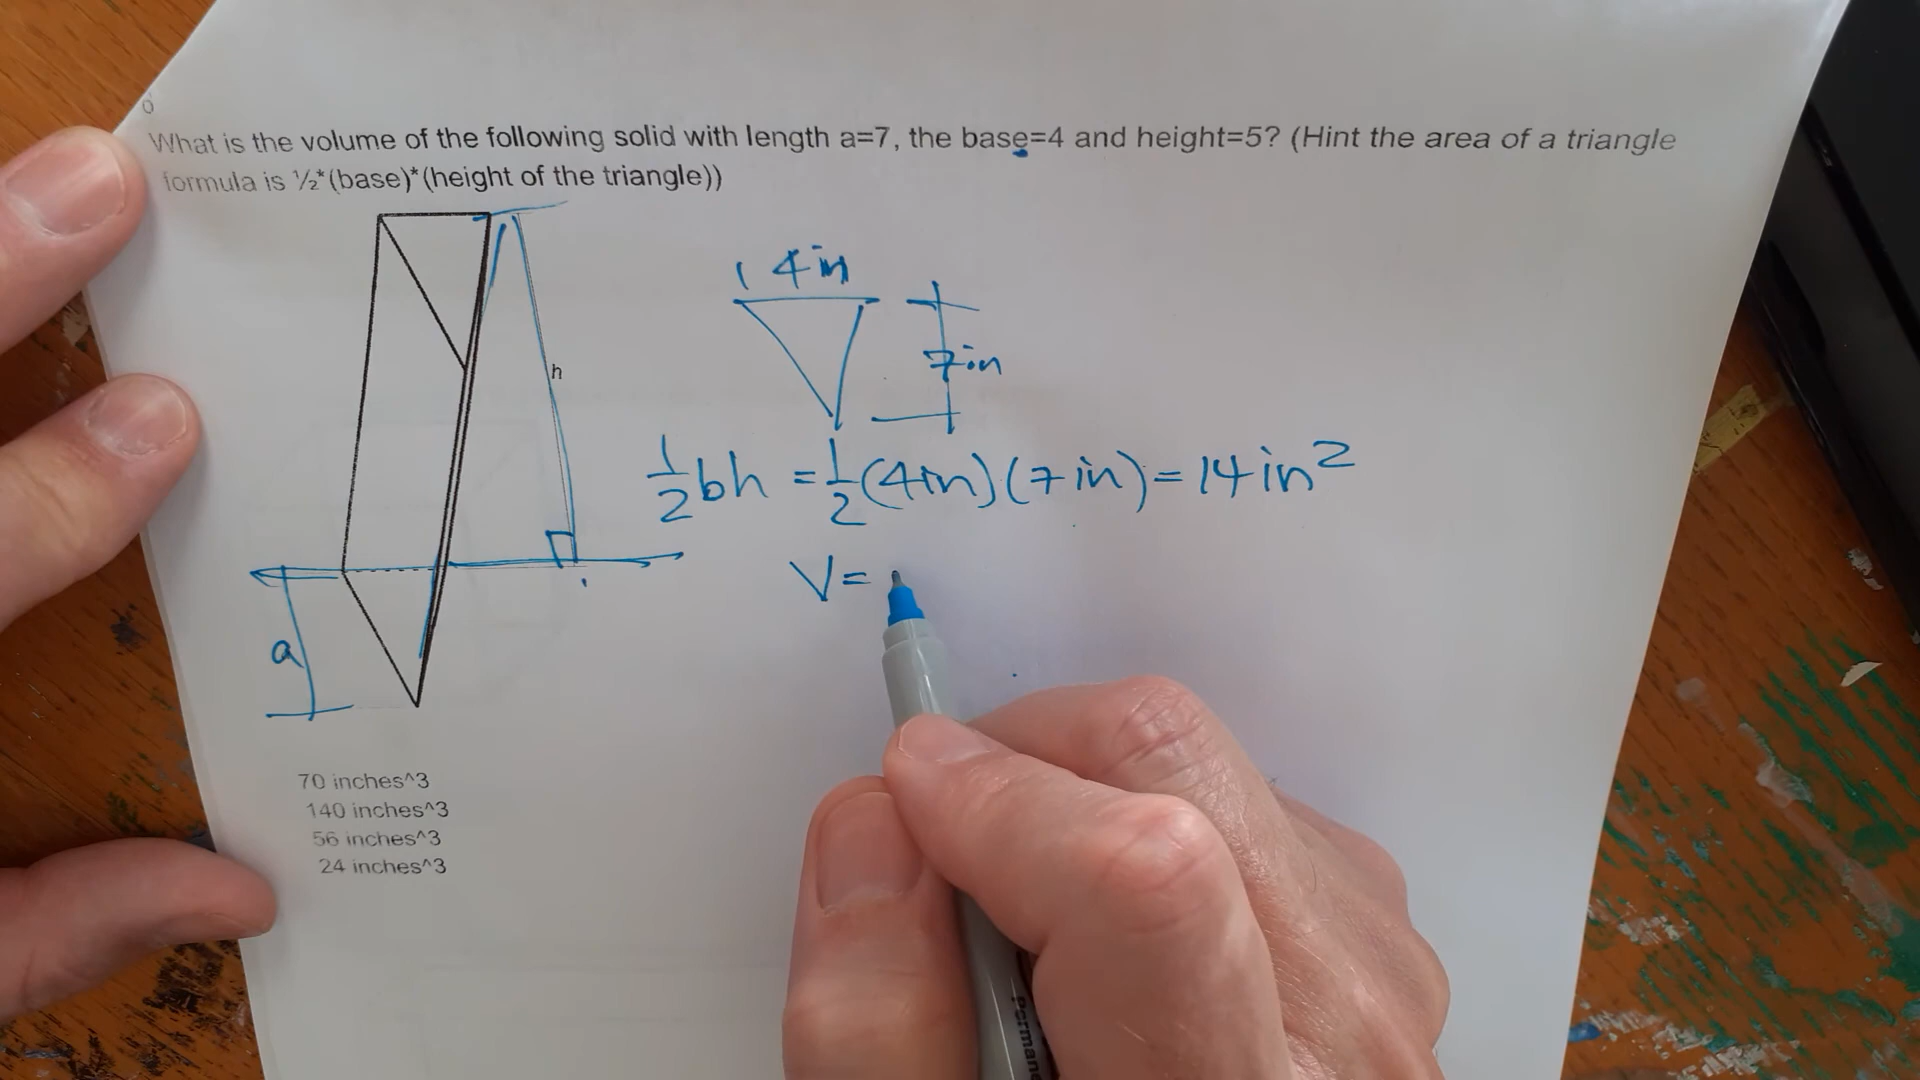 What is the volume of the following solid with length a=7, the base=4 and height=5? (Hint the area of a triangle
formula is ½*(base)*(height of the triangle))
4in
7in
h
½bh = ½(4in)(7in) = 14in²
V=
a
70 inches^3
140 inches^3
56 inches^3
24 inches^3